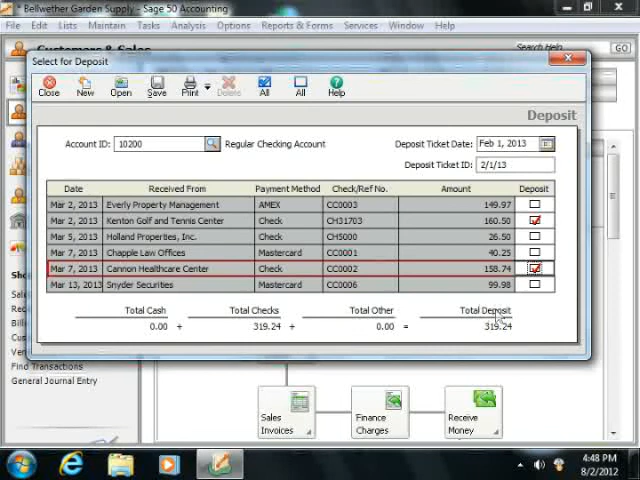 * Bellwether Garden Supply - Sage 50 Accounting
File Edit Lists Maintain Tasks Analysis Options Reports & Forms Services Window Help
Customers & Sales
Search Help
GO
Select for Deposit
Close New Open Save Print Delete All All Help
Deposit
Account ID: 10200 Regular Checking Account
Deposit Ticket Date: Feb 1, 2013
Deposit Ticket ID: 2/1/13
Date Received From Payment Method Check/Ref No. Amount Deposit
Mar 2, 2013 Everly Property Management AMEX CC0003 149.97
Mar 2, 2013 Kenton Golf and Tennis Center Check CH31703 160.50
Mar 5, 2013 Holland Properties, Inc. Check CH5000 26.50
Mar 7, 2013 Chapple Law Offices Mastercard CC0001 40.25
Mar 7, 2013 Cannon Healthcare Center Check CC0002 158.74
Mar 13, 2013 Snyder Securities Mastercard CC0006 99.98
Total Cash Total Checks Total Other Total Deposit
0.00 + 319.24 + 0.00 = 319.24
Find Transactions
General Journal Entry
Sales Invoices
Finance Charges
Receive Money
4:48 PM
8/2/2012